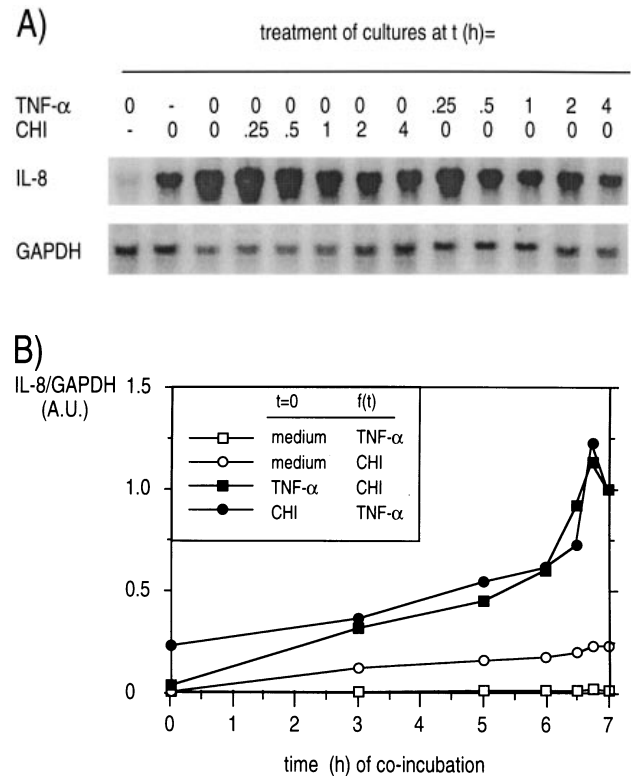 A)
treatment of cultures at t (h)=
TNF-α 0 - 0 0 0 0 0 0 .25 .5 1 2 4
CHI - 0 0 .25 .5 1 2 4 0 0 0 0 0
IL-8
GAPDH
B)
IL-8/GAPDH
(A.U.)
1.5
1.0
0.5
0
t=0 f(t)
medium TNF-α
medium CHI
TNF-α CHI
CHI TNF-α
0 1 2 3 4 5 6 7
time (h) of co-incubation